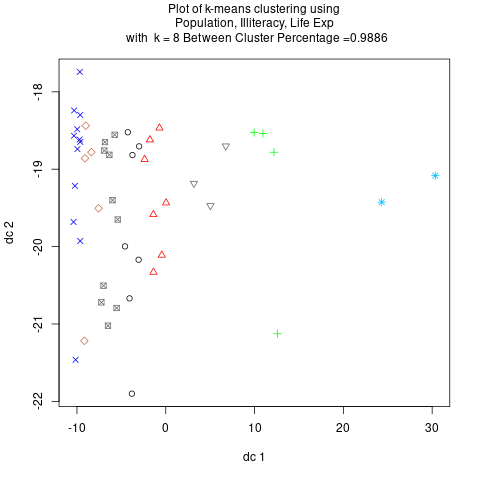 Plot of k-means clustering using
Population, Illiteracy, Life Exp
with  k = 8 Between Cluster Percentage =0.9886
-18
-19
-20
-21
-22
dc 2
-10
0
10
20
30
dc 1